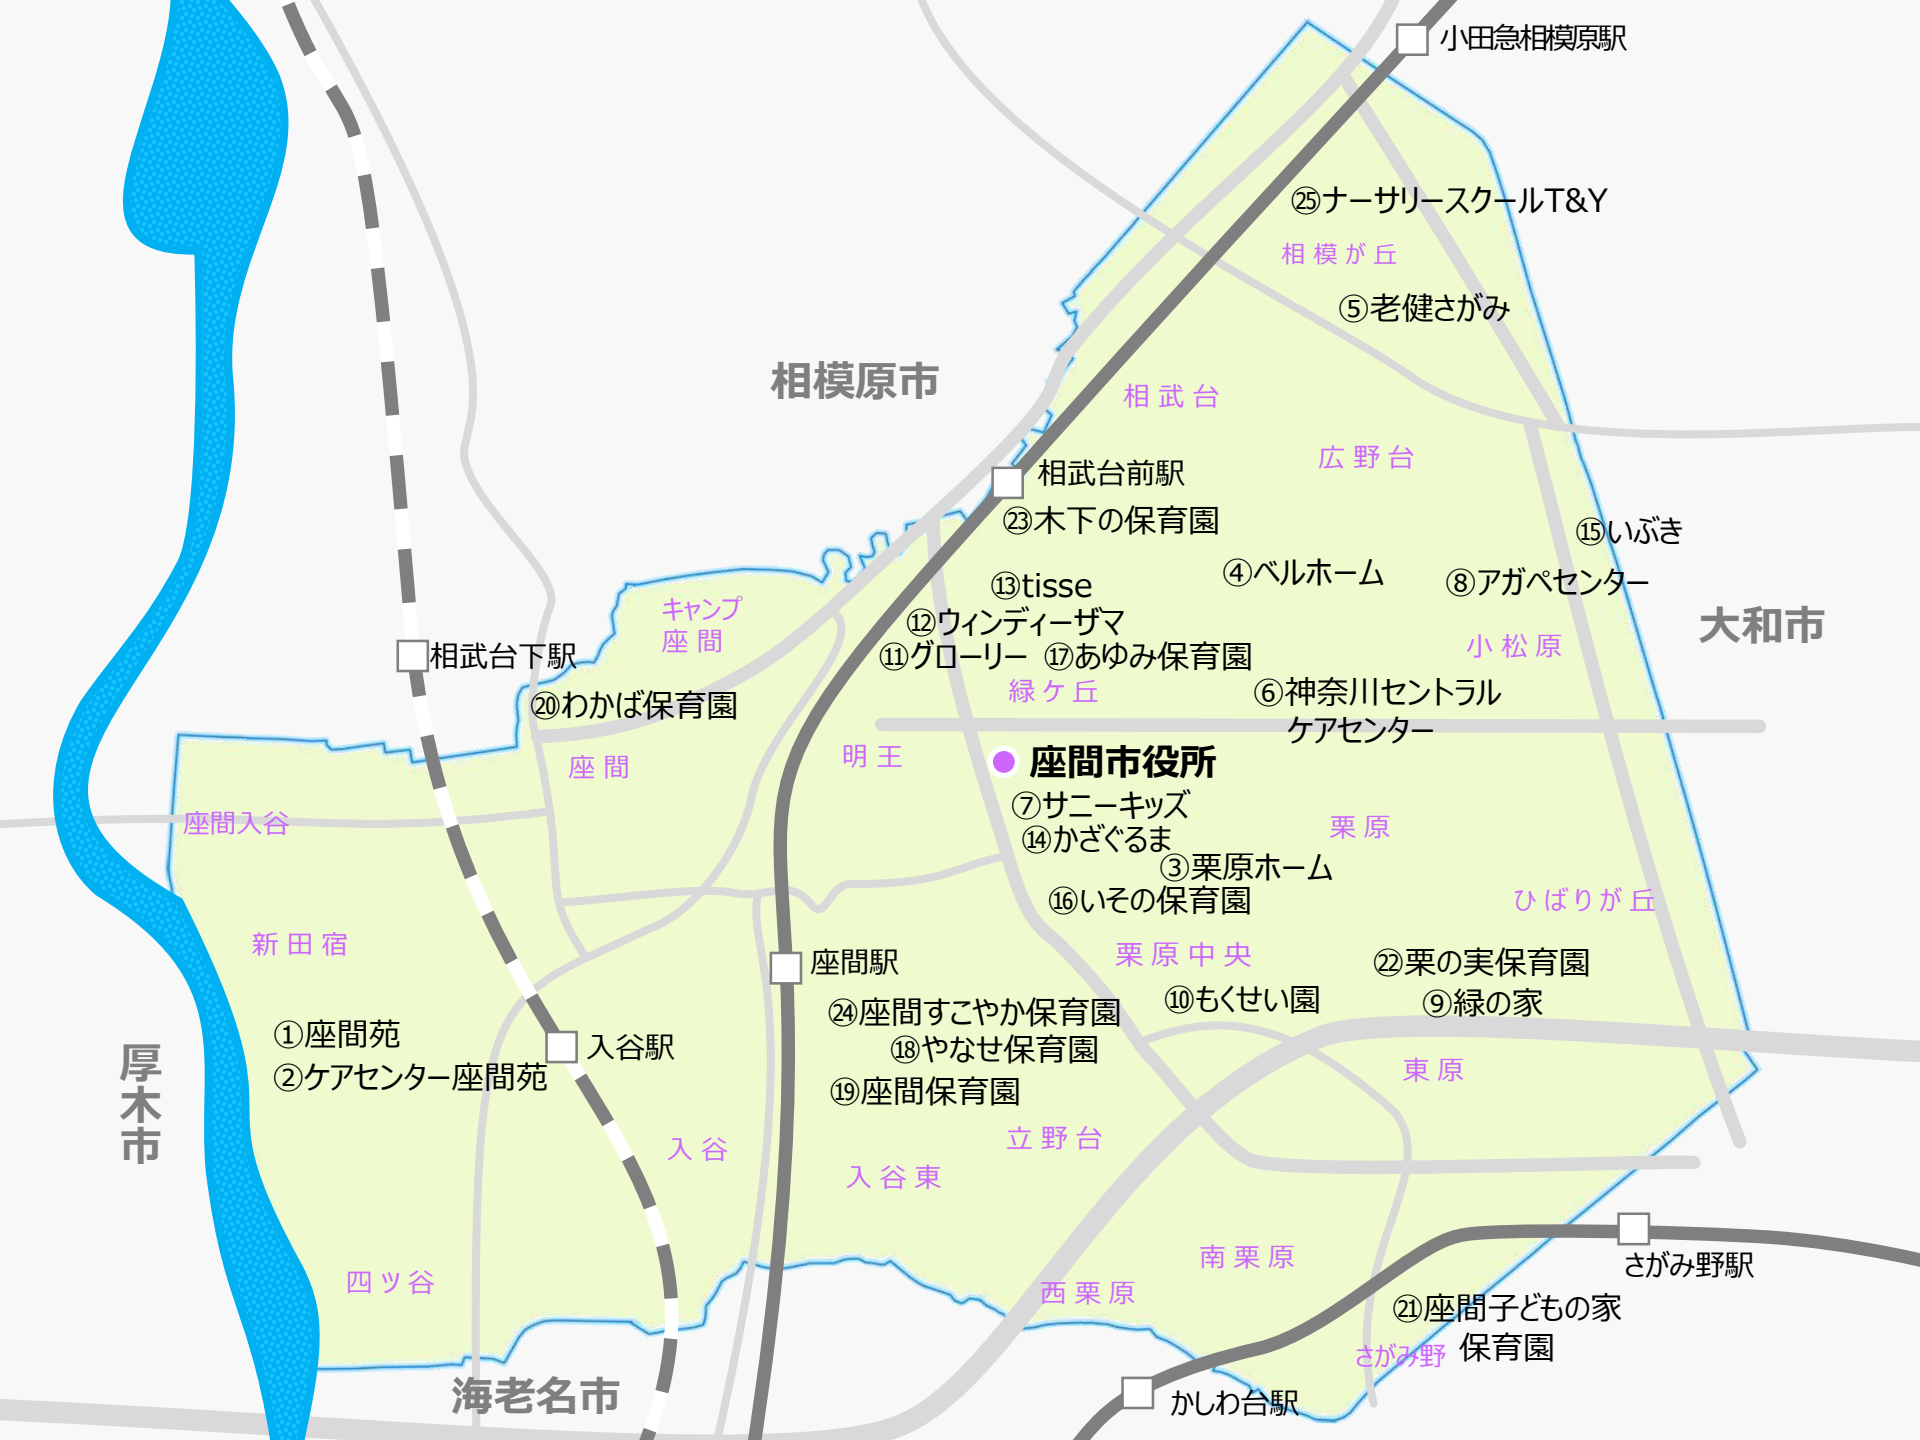 小田急相模原駅
㉕ナーサリースクールT&Y
相模が丘
⑤老健さがみ
相模原市
相武台
広野台
相武台前駅
㉓木下の保育園
⑮いぶき
⑬tisse
④ベルホーム
⑧アガペセンター
キャンプ
座間
⑫ウィンディーザマ
大和市
相武台下駅
⑪グローリー ⑰あゆみ保育園
小松原
⑳わかば保育園
緑ケ丘
⑥神奈川セントラル
ケアセンター
座間
明王
座間市役所
⑦サニーキッズ
座間入谷
⑭かざぐるま
栗原
③栗原ホーム
⑯いその保育園
ひばりが丘
新田宿
栗原中央
座間駅
㉒栗の実保育園
⑩もくせい園
⑨緑の家
㉔座間すこやか保育園
①座間苑
入谷駅
⑱やなせ保育園
②ケアセンター座間苑
⑲座間保育園
東原
厚木市
入谷
立野台
入谷東
南栗原
さがみ野駅
四ツ谷
西栗原
㉑座間子どもの家
保育園
さがみ野
海老名市
かしわ台駅